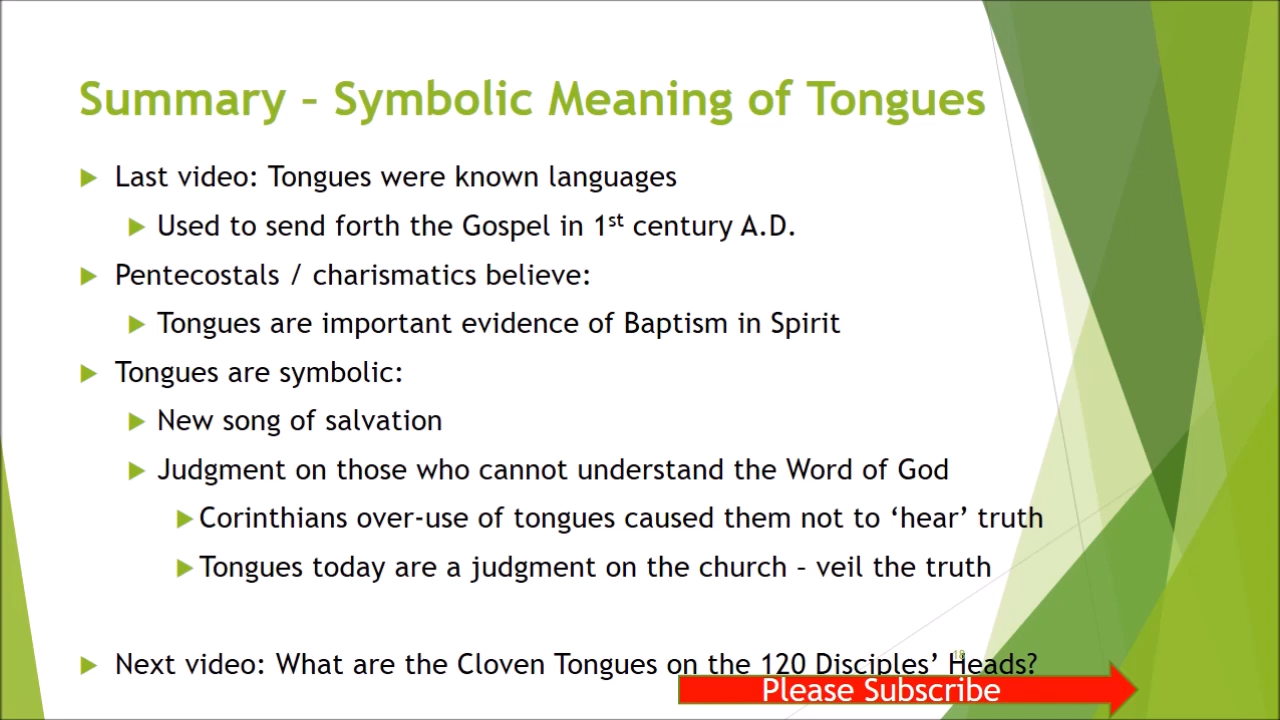 Summary – Symbolic Meaning of Tongues
Last video: Tongues were known languages
Used to send forth the Gospel in 1st century A.D.
Pentecostals / charismatics believe:
Tongues are important evidence of Baptism in Spirit
Tongues are symbolic:
New song of salvation
Judgment on those who cannot understand the Word of God
Corinthians over-use of tongues caused them not to ‘hear’ truth
Tongues today are a judgment on the church – veil the truth
18
Next video: What are the Cloven Tongues on the 120 Disciples’ Heads?
Please Subscribe